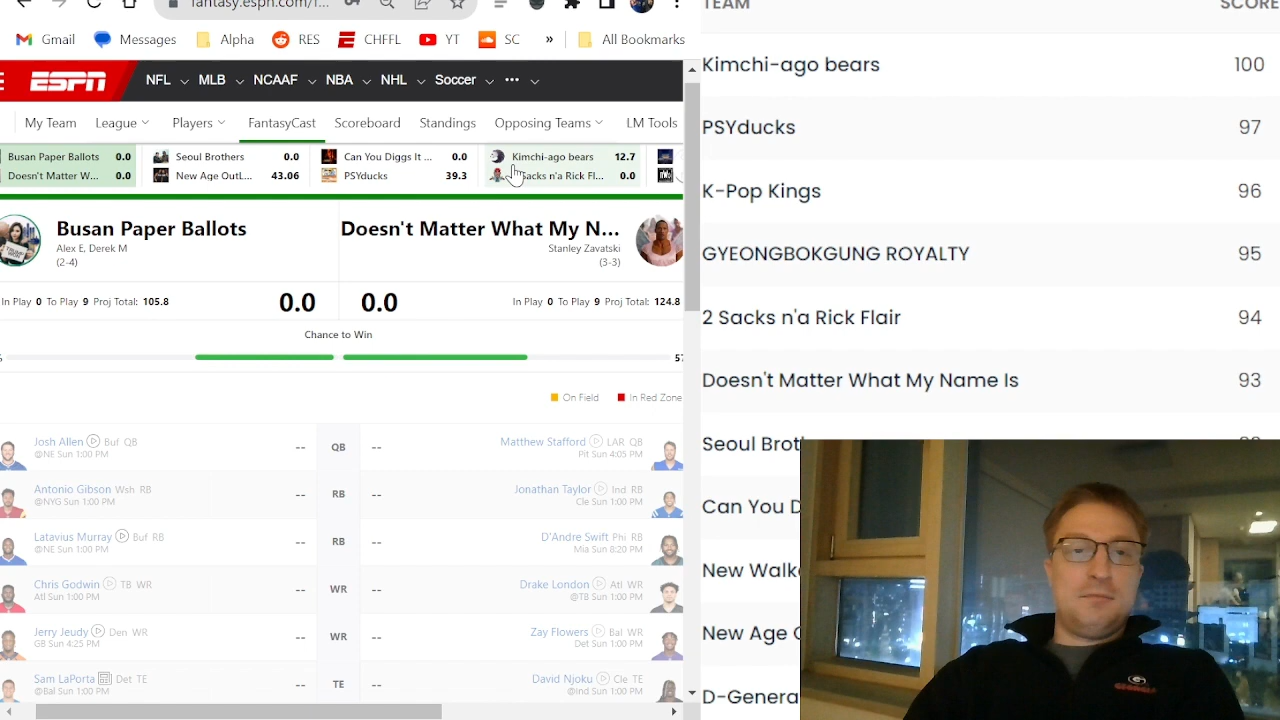 fantasy.espn.com/f...
Gmail Messages Alpha RES CHFFL YT SC » All Bookmarks
ESPN NFL MLB NCAAF NBA NHL Soccer •••
My Team League Players FantasyCast Scoreboard Standings Opposing Teams LM Tools
Busan Paper Ballots 0.0 Seoul Brothers 0.0 Can You Diggs It ... 0.0 Kimchi-ago bears 12.7
Doesn't Matter W... 0.0 New Age OutL... 43.06 PSYducks 39.3 Sacks n'a Rick Fl... 0.0
Busan Paper Ballots Doesn't Matter What My N...
Alex E, Derek M Stanley Zavatski
(2-4) (3-3)
In Play 0 To Play 9 Proj Total: 105.8 0.0 0.0 In Play 0 To Play 9 Proj Total: 124.8
Chance to Win
On Field In Red Zone
Josh Allen Buf QB -- QB -- Matthew Stafford LAR QB
@NE Sun 1:00 PM Pit Sun 4:05 PM
Antonio Gibson Wsh RB -- RB -- Jonathan Taylor Ind RB
@NYG Sun 1:00 PM Cle Sun 1:00 PM
Latavius Murray Buf RB -- RB -- D'Andre Swift Phi RB
@NE Sun 1:00 PM Mia Sun 8:20 PM
Chris Godwin TB WR -- WR -- Drake London Atl WR
Atl Sun 1:00 PM @TB Sun 1:00 PM
Jerry Jeudy Den WR -- WR -- Zay Flowers Bal WR
GB Sun 4:25 PM Det Sun 1:00 PM
Sam LaPorta Det TE -- TE -- David Njoku Cle TE
@Bal Sun 1:00 PM @Ind Sun 1:00 PM
TEAM SCORE
Kimchi-ago bears 100
PSYducks 97
K-Pop Kings 96
GYEONGBOKGUNG ROYALTY 95
2 Sacks n'a Rick Flair 94
Doesn't Matter What My Name Is 93
Seoul Brot
Can You D
New Walk
New Age
D-Genera
GEORGIA